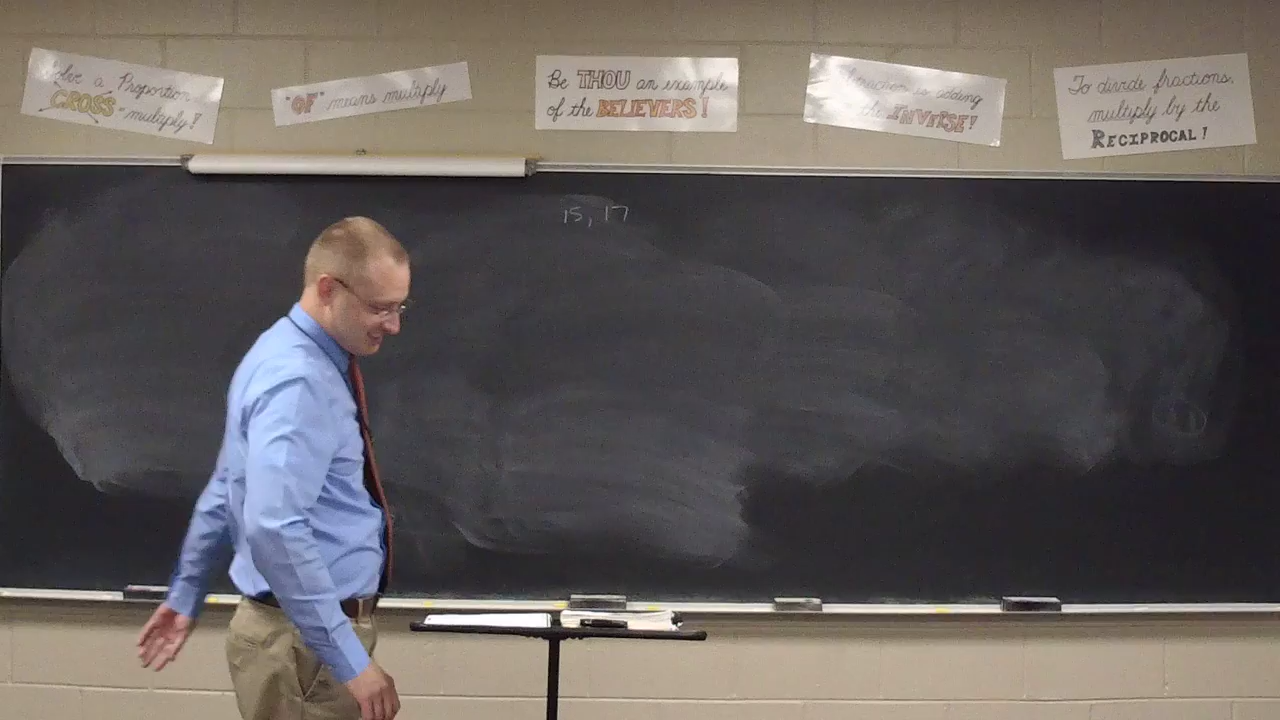 Solve a Proportion
CROSS-multiply!
"OF" means multiply
Be THOU an example
of the BELIEVERS!
Subtraction is adding
the INVERSE!
To divide fractions,
multiply by the
RECIPROCAL!
15, 17